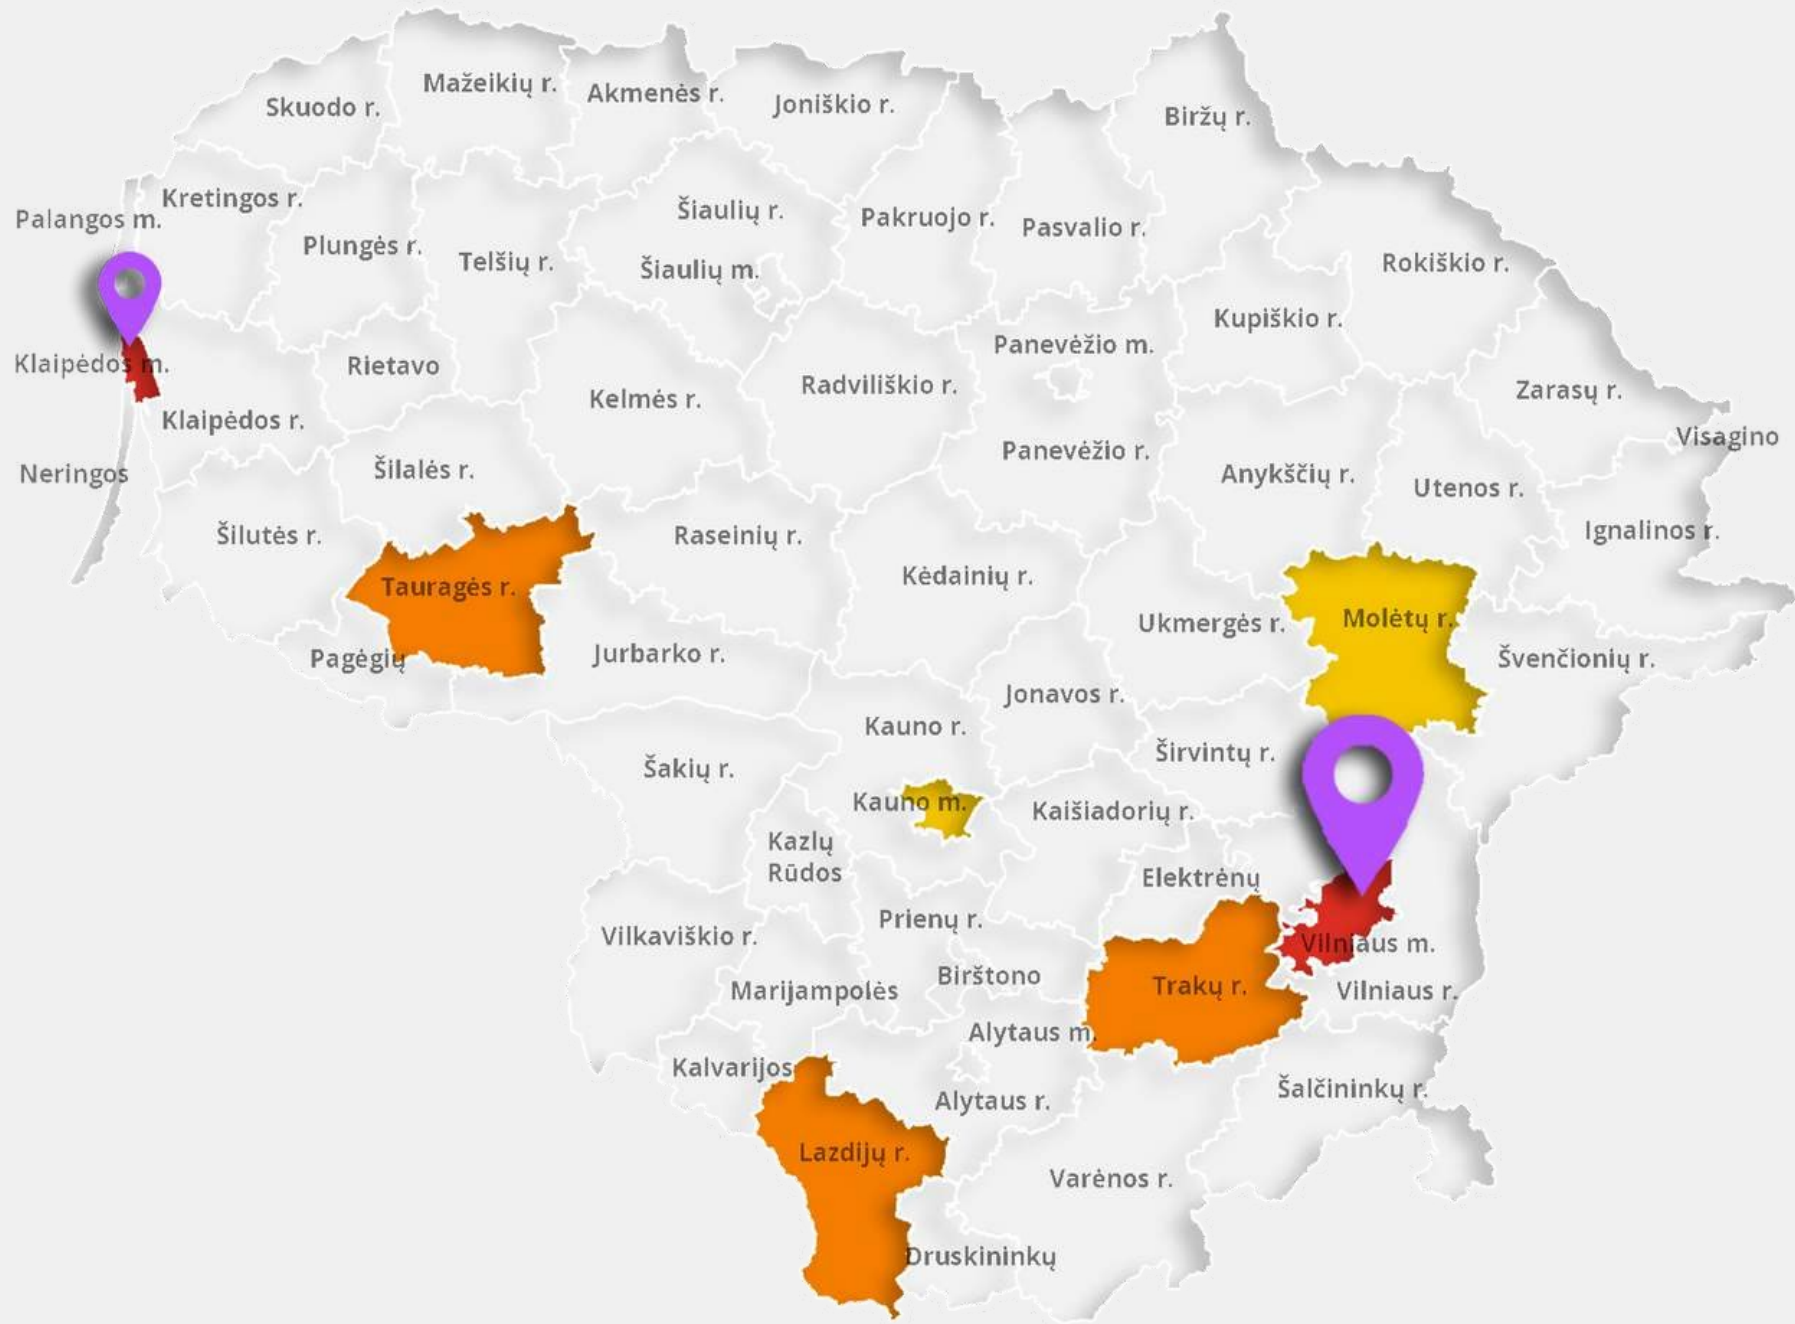 Mažeikių r.
Akmenės r.
Joniškio r.
Skuodo r.
Biržų r.
Kretingos r.
Palangos m.
Šiaulių r.
Pakruojo r.
Pasvalio r.
Plungės r.
Telšių r.
Šiaulių m.
Rokiškio r.
Kupiškio r.
Panevėžio m.
Klaipėdos m.
Rietavo
Radviliškio r.
Zarasų r.
Kelmės r.
Klaipėdos r.
Visagino
Panevėžio r.
Neringos
Šilalės r.
Anykščių r.
Utenos r.
Ignalinos r.
Šilutės r.
Raseinių r.
Kėdainių r.
Tauragės r.
Molėtų r.
Ukmergės r.
Pagėgių
Jurbarko r.
Švenčionių r.
Jonavos r.
Kauno r.
Širvintų r.
Šakių r.
Kauno m.
Kaišiadorių r.
Kazlų
Rūdos
Elektrėnų
Prienų r.
Vilkaviškio r.
Vilniaus m.
Birštono
Trakų r.
Marijampolės
Vilniaus r.
Alytaus m.
Kalvarijos
Šalčininkų r.
Alytaus r.
Lazdijų r.
Varėnos r.
Druskininkų